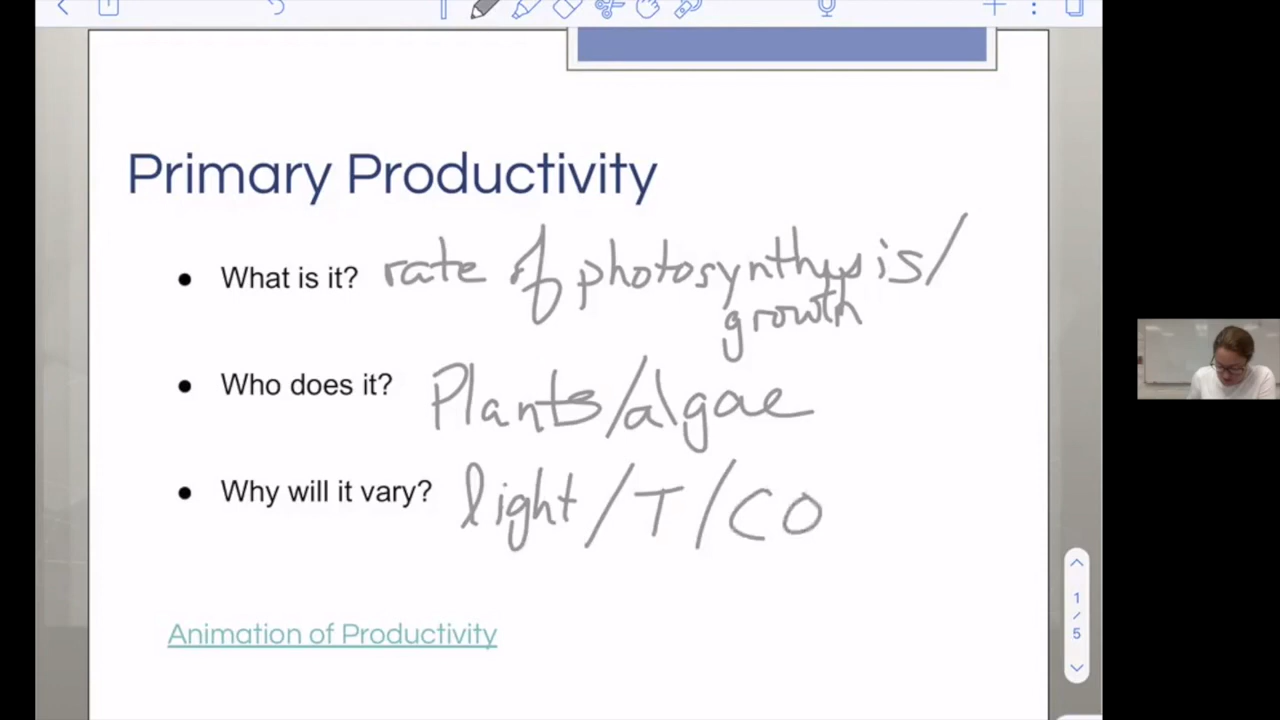 Primary Productivity
• What is it? rate of photosynthesis/
growth
• Who does it? Plants/algae
• Why will it vary? light/T/CO
Animation of Productivity
1
/
5